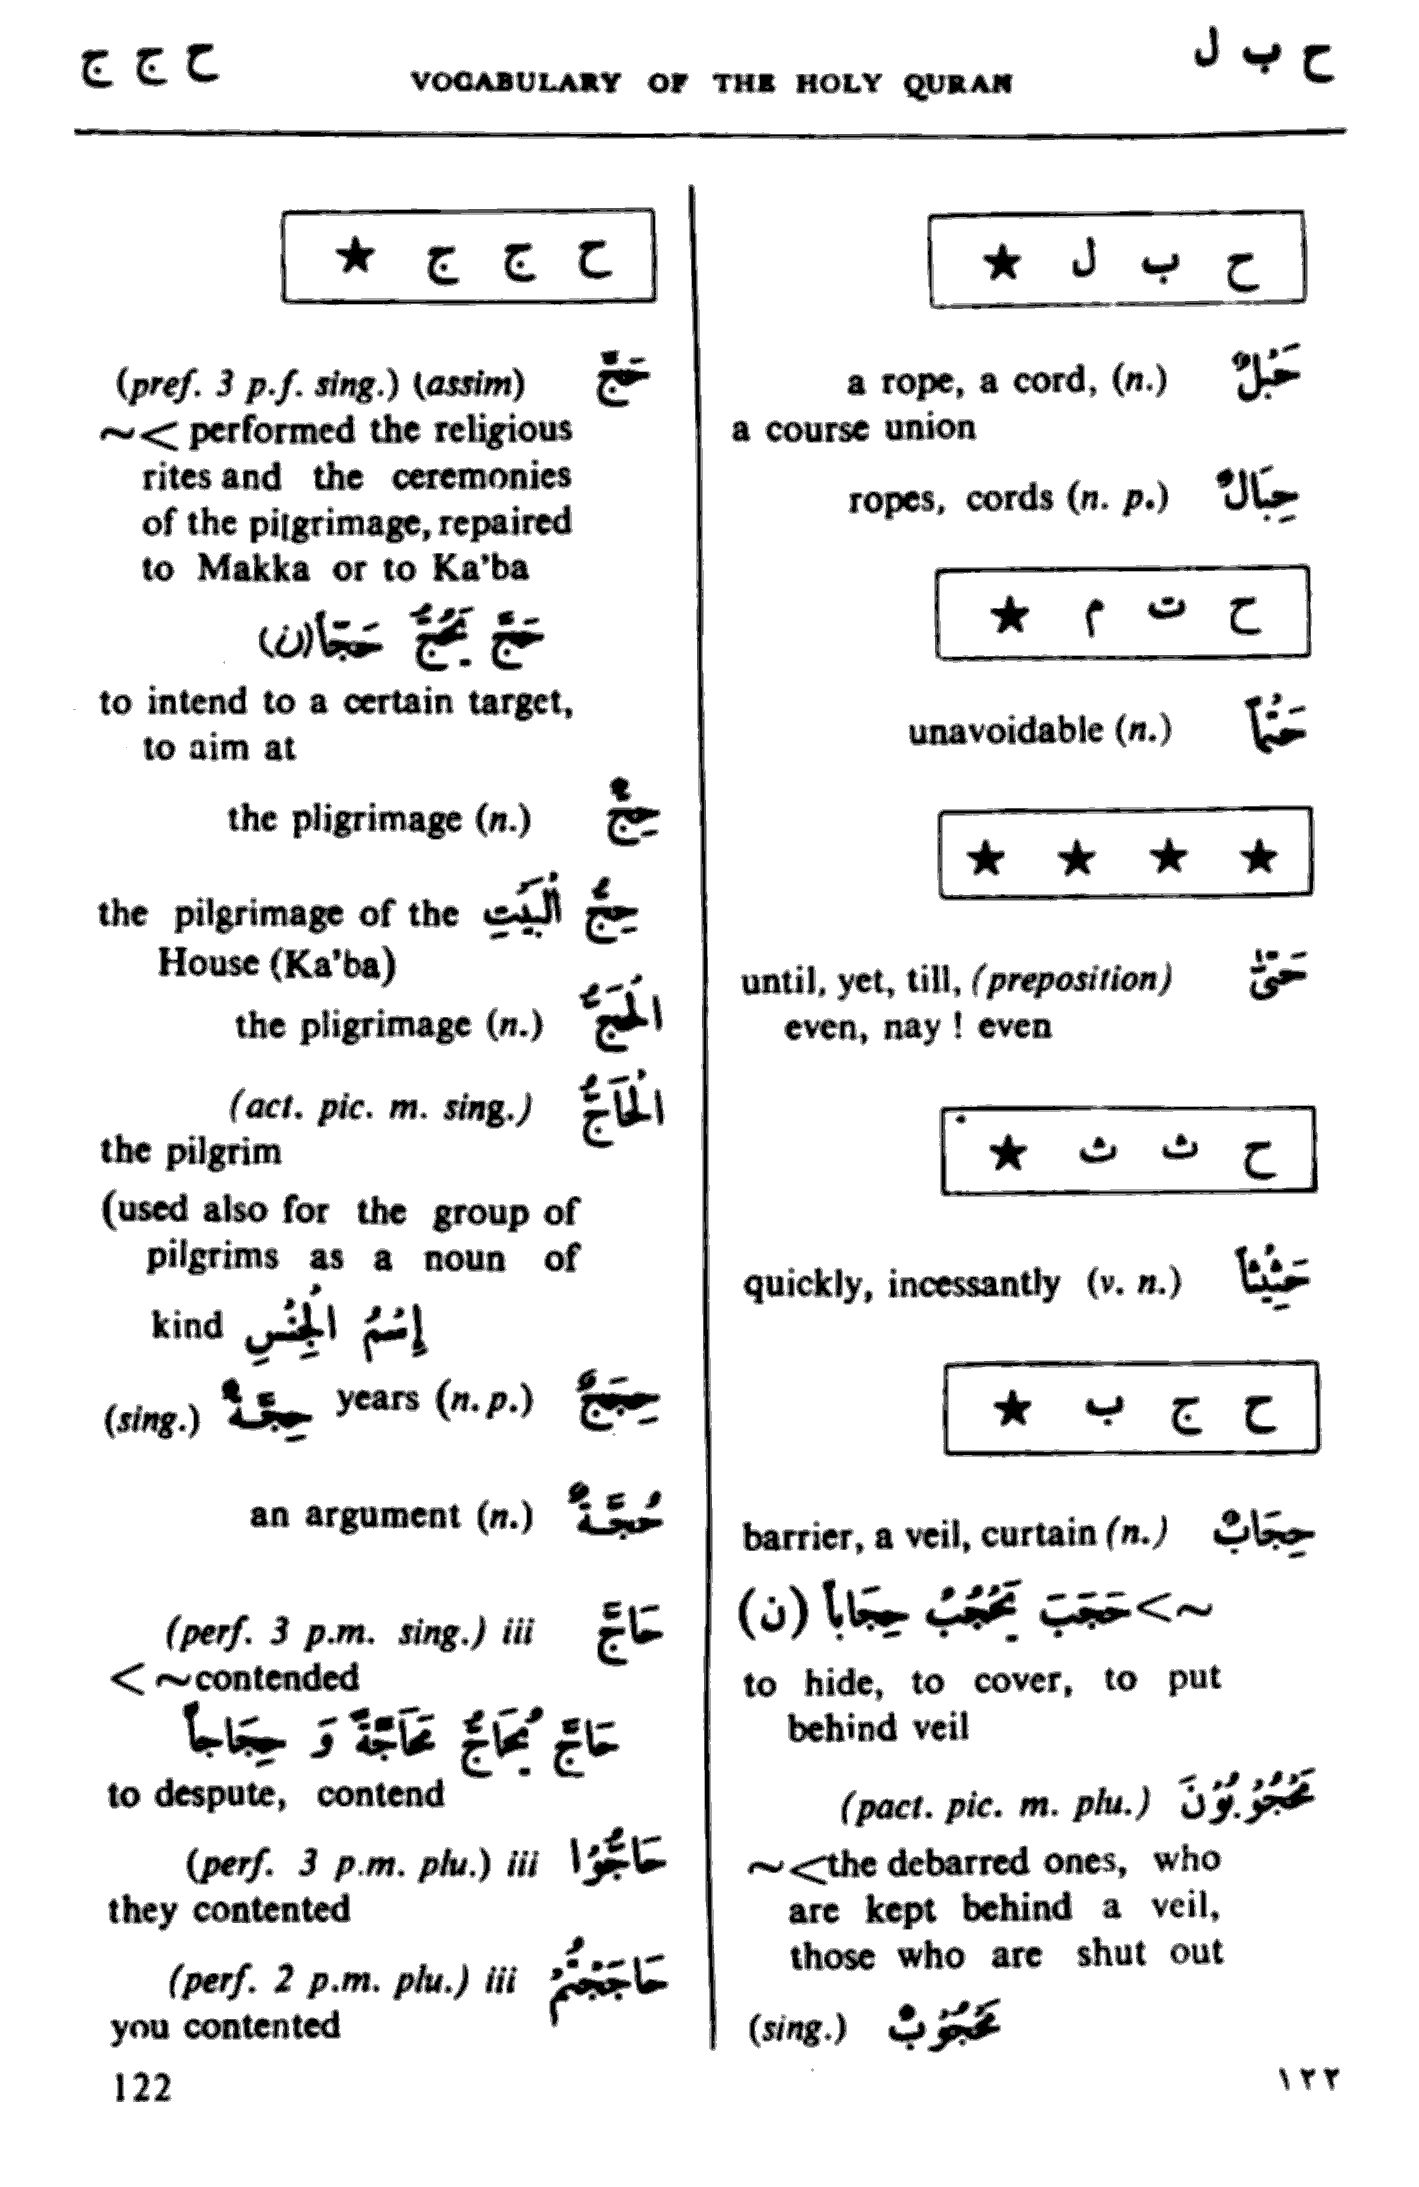 ح ج ج
VOCABULARY OF THE HOLY QURAN
ح ب ل
ح ب ل ★
a rope, a cord, (n.) حَبْلٌ
a course union
ropes, cords (n. p.) حِبَالٌ
ح ت م ★
unavoidable (n.) حَتْماً
★ ★ ★ ★
until, yet, till, (preposition) حَتّٰى
even, nay ! even
ح ث ث ★
quickly, incessantly (v. n.) حَثِيْثاً
ح ج ب ★
barrier, a veil, curtain (n.) حِجَابٌ
~> حَجَبَ يَحْجُبُ حِجَاباً (ن)
to hide, to cover, to put
behind veil
(pact. pic. m. plu.) مَحْجُوْبُوْنَ
~< the debarred ones, who
are kept behind a veil,
those who are shut out
(sing.) مَحْجُوْبٌ
ح ج ج ★
(pref. 3 p.f. sing.) (assim) حَجَّ
~< performed the religious
rites and the ceremonies
of the pilgrimage, repaired
to Makka or to Ka'ba
حَجَّ يَحُجُّ حَجّاً (ن)
to intend to a certain target,
to aim at
the pligrimage (n.) حِجٌّ
the pilgrimage of the حِجُّ الْبَيْتِ
House (Ka'ba)
the pligrimage (n.) الْحَجُّ
(act. pic. m. sing.) الْحَاجُّ
the pilgrim
(used also for the group of
pilgrims as a noun of
kind إِسْمُ الْجِنْسِ
years (n. p.) حِجَجٌ
(sing.) حِجَّةٌ
an argument (n.) حُجَّةٌ
(perf. 3 p.m. sing.) iii حَاجَّ
< ~contended
حَاجَّ يُحَاجُّ مُحَاجَّةً وَ حِجَاجاً
to despute, contend
(perf. 3 p.m. plu.) iii حَاجُّوْا
they contented
(perf. 2 p.m. plu.) iii حَاجَجْتُمْ
you contented
122
١٢٢